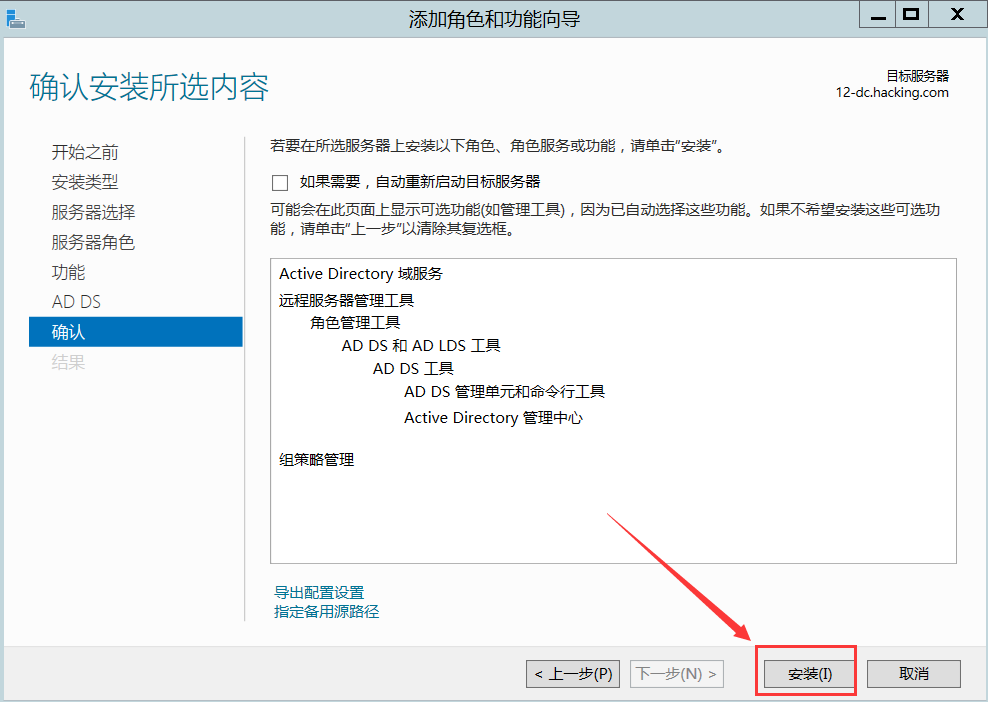 添加角色和功能向导
确认安装所选内容
目标服务器
12-dc.hacking.com
开始之前
安装类型
服务器选择
服务器角色
功能
AD DS
确认
结果
若要在所选服务器上安装以下角色、角色服务或功能，请单击"安装"。
如果需要，自动重新启动目标服务器
可能会在此页面上显示可选功能(如管理工具)，因为已自动选择这些功能。如果不希望安装这些可选功
能，请单击"上一步"以清除其复选框。
Active Directory 域服务
远程服务器管理工具
角色管理工具
AD DS 和 AD LDS 工具
AD DS 工具
AD DS 管理单元和命令行工具
Active Directory 管理中心
组策略管理
导出配置设置
指定备用源路径
< 上一步(P)
下一步(N) >
安装(I)
取消